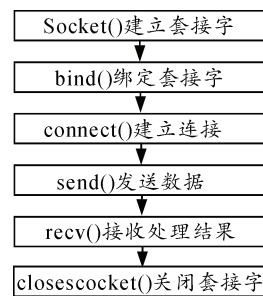 Socket()建立套接字
bind()绑定套接字
connect()建立连接
send()发送数据
recv()接收处理结果
closescocket()关闭套接字